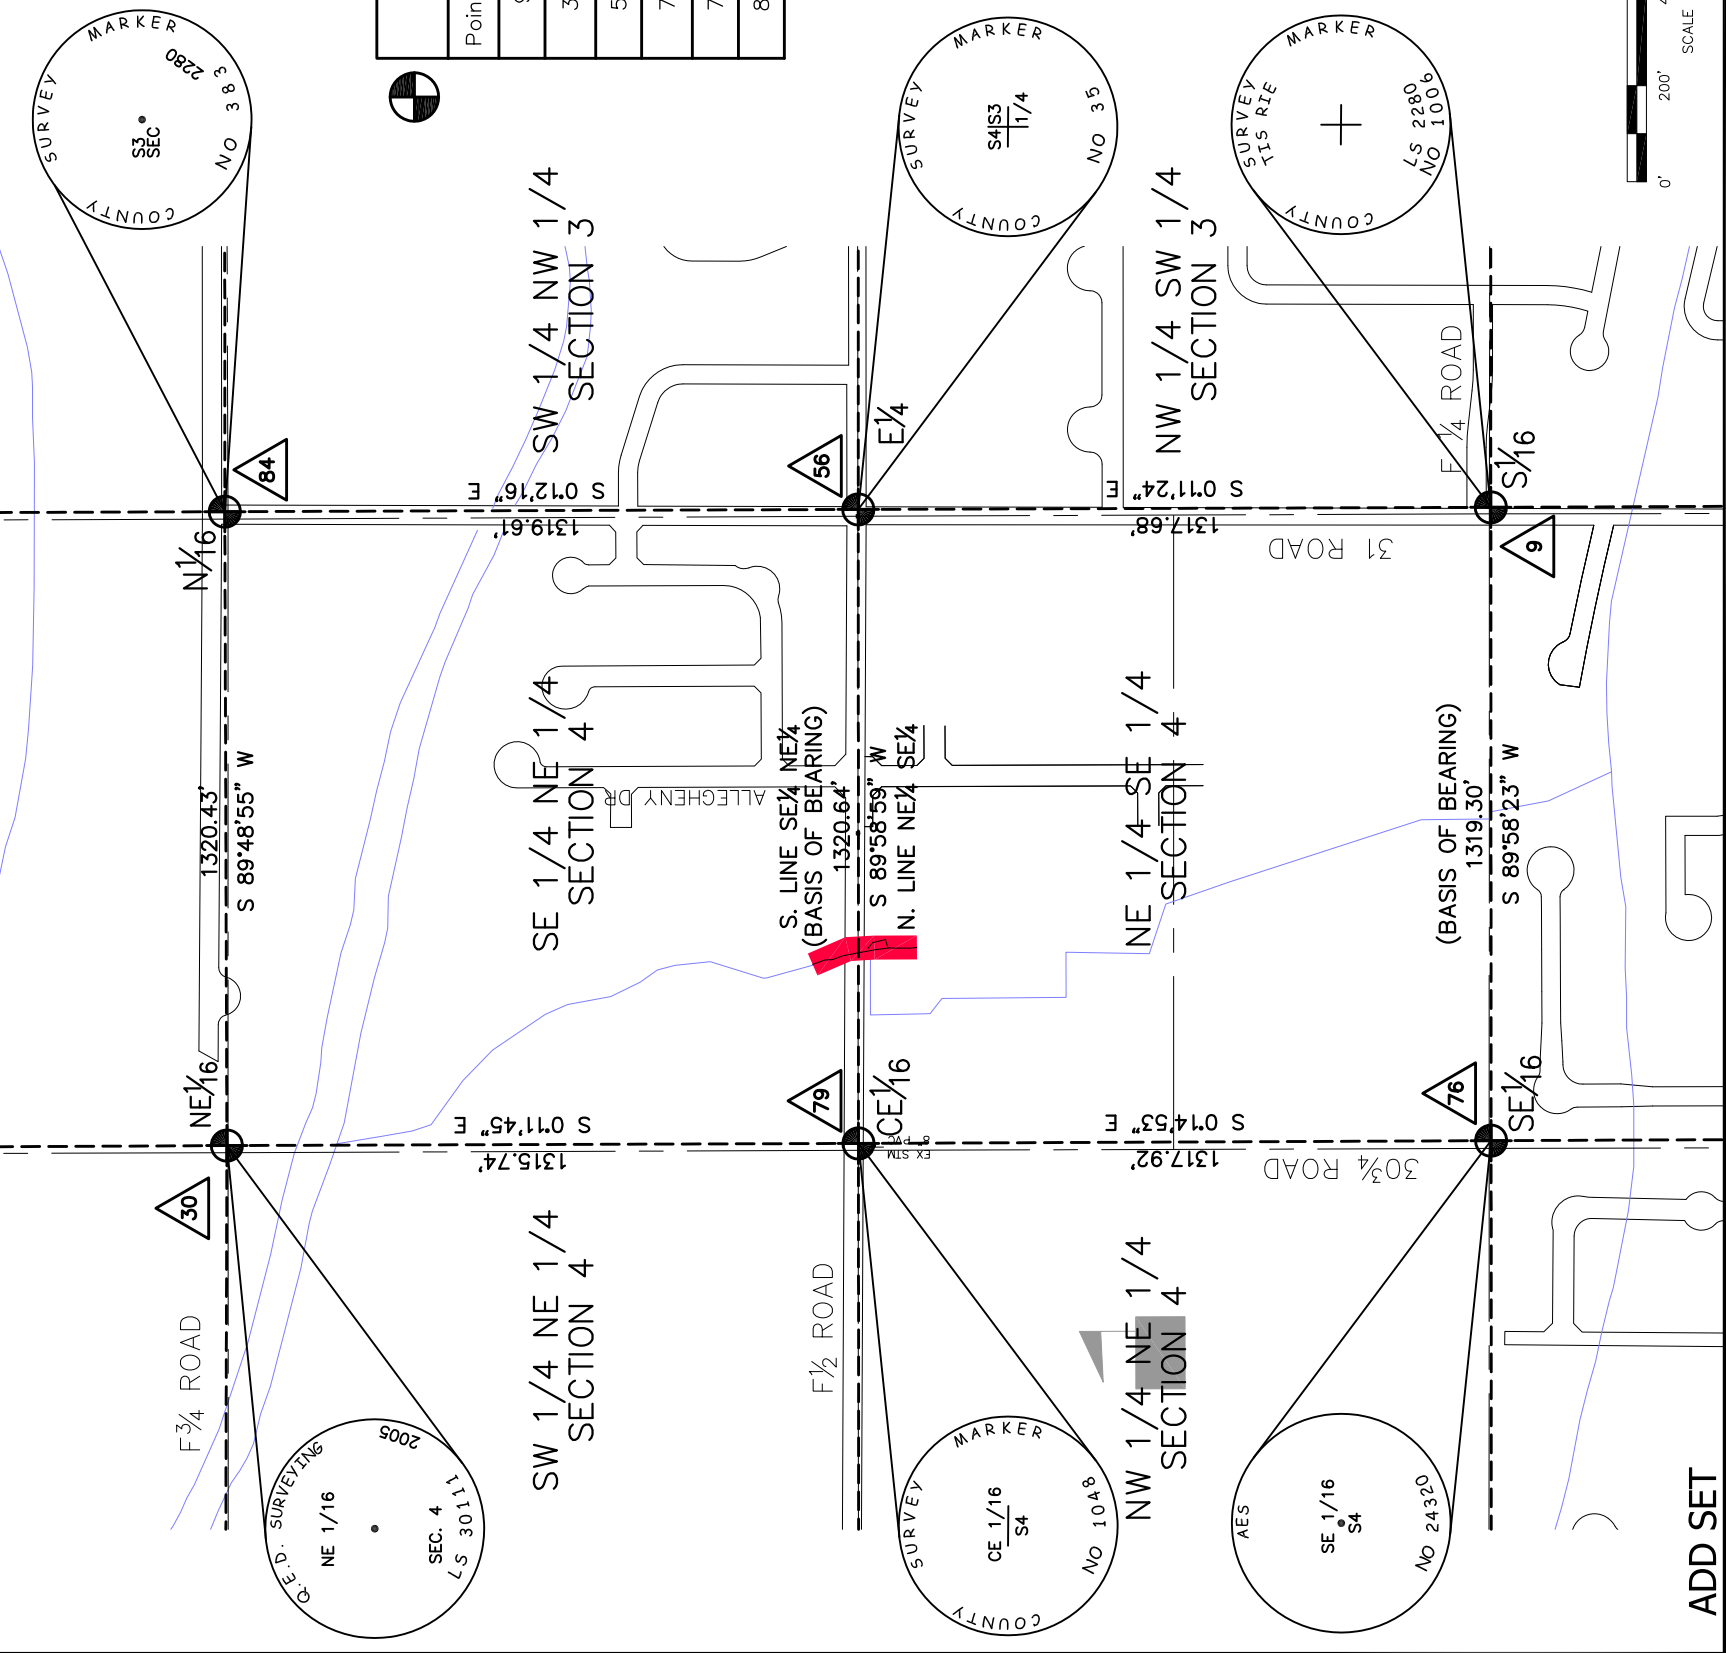 SURVEY MARKER
2280
S3
SEC
NO 383
COUNTY
Poin
SURVEY MARKER
S4|S3
1/4
NO 35
COUNTY
SURVEY MARKER
TIS RIE
LS 2280
NO 1006
COUNTY
0'
200'
SCALE
SW 1/4 NW 1/4
SECTION 3
NW 1/4 SW 1/4
SECTION 3
F 1/4 ROAD
84
56
E1/4
S1/16
9
N1/16
S 0°12'16" E
1319.61'
S 0°11'24" E
1317.68'
31 ROAD
1320.43'
S 89°48'55" W
SE 1/4 NE 1/4
SECTION 4
ALLEGHENY DR
S. LINE SE1/4 NE1/4
(BASIS OF BEARING)
1320.64'
S 89°58'59" W
N. LINE NE1/4 SE1/4
NE 1/4 SE 1/4
SECTION 4
(BASIS OF BEARING)
1319.30'
S 89°58'23" W
NE1/16
30
S 0°11'45" E
1315.74'
79
CE1/16
8" PVC
EX STM
S 0°14'53" E
1317.92'
30 3/4 ROAD
76
SE1/16
F3/4 ROAD
SW 1/4 NE 1/4
SECTION 4
F1/2 ROAD
NW 1/4 NE 1/4
SECTION 4
Q.E.D. SURVEYING
2005
NE 1/16
SEC. 4
LS 30111
SURVEY MARKER
CE 1/16
S4
NO 1048
COUNTY
AES
SE 1/16
S4
NO 24320
ADD SET